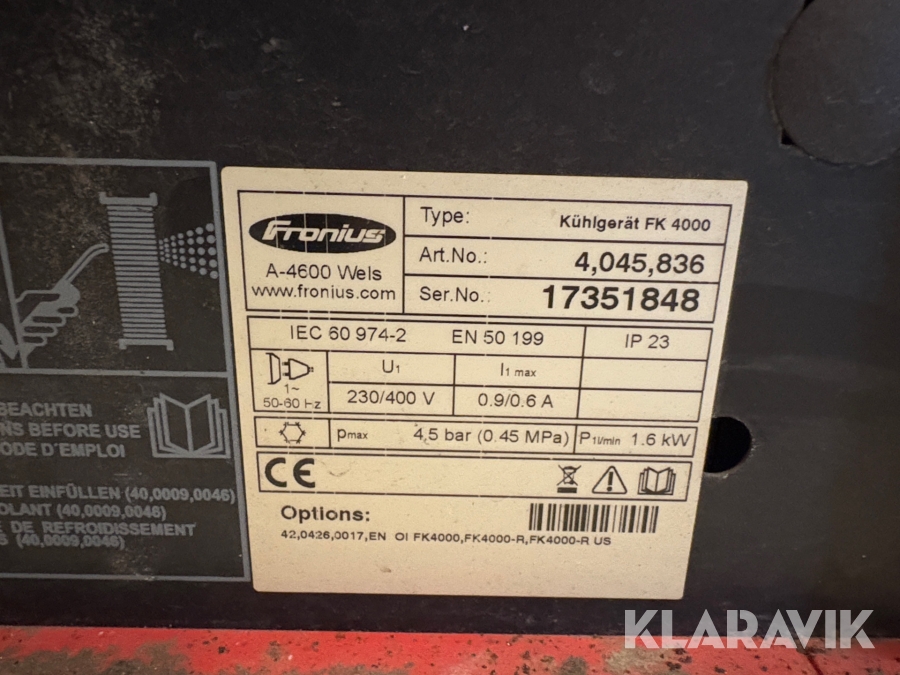 Fronius
A-4600 Wels
www.fronius.com
Type: Kühlgerät FK 4000
Art.No.: 4,045,836
Ser.No.: 17351848
IEC 60 974-2 EN 50 199 IP 23
1~
50-60 Hz
U1 I1 max
230/400 V 0.9/0.6 A
pmax 4,5 bar (0.45 MPa) P1l/min 1.6 kW
CE
Options:
42,0426,0017,EN OI FK4000,FK4000-R,FK4000-R US
BEACHTEN
NS BEFORE USE
ODE D´EMPLOI
EIT EINFÜLLEN (40,0009,0046)
OLANT (40,0009,0046)
DE REFROIDISSEMENT
S (40,0009,0046)
KLARAVIK